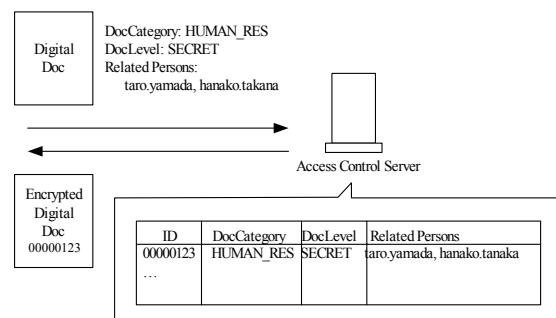 Digital
Doc
DocCategory: HUMAN_RES
DocLevel: SECRET
Related Persons:
taro.yamada, hanako.takana
Access Control Server
Encrypted
Digital
Doc
00000123
ID DocCategory DocLevel Related Persons
00000123 HUMAN_RES SECRET taro.yamada, hanako.tanaka
…